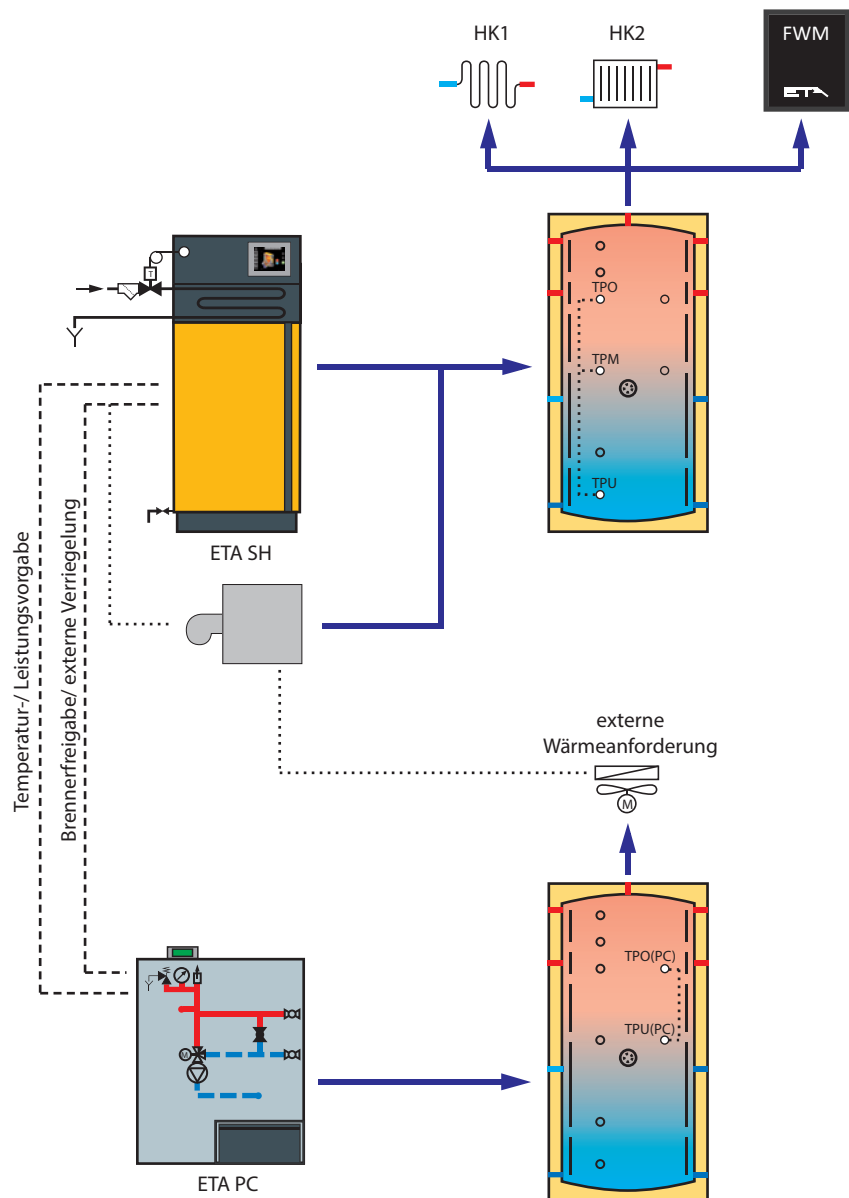 HK1
HK2
FWM
ETA
T
TPO
TPM
TPU
ETA SH
Temperatur-/ Leistungsvorgabe
Brennerfreigabe/ externe Verriegelung
externe
Wärmeanforderung
M
TPO(PC)
TPU(PC)
M
ETA PC